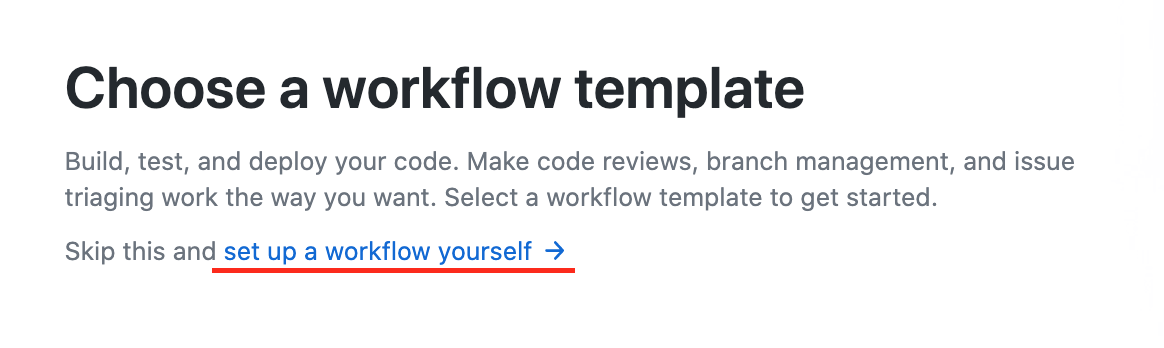 Choose a workflow template
Build, test, and deploy your code. Make code reviews, branch management, and issue
triaging work the way you want. Select a workflow template to get started.
Skip this and set up a workflow yourself →